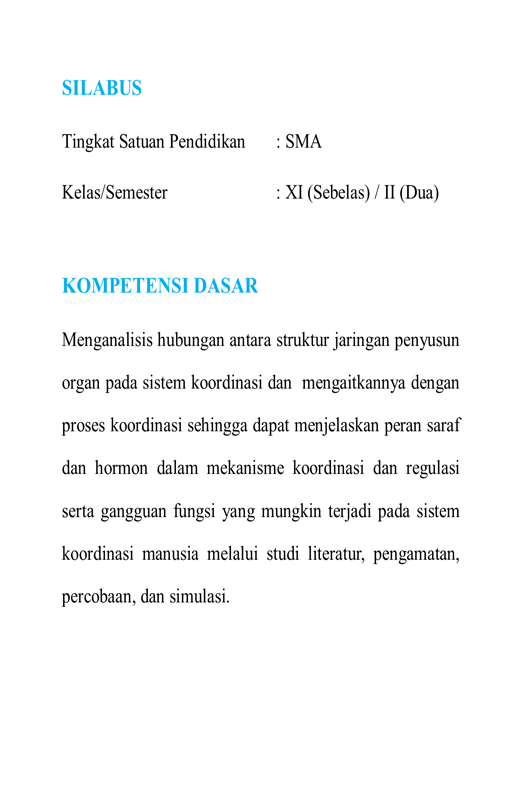 SILABUS
Tingkat Satuan Pendidikan : SMA
Kelas/Semester : XI (Sebelas) / II (Dua)
KOMPETENSI DASAR
Menganalisis hubungan antara struktur jaringan penyusun
organ pada sistem koordinasi dan mengaitkannya dengan
proses koordinasi sehingga dapat menjelaskan peran saraf
dan hormon dalam mekanisme koordinasi dan regulasi
serta gangguan fungsi yang mungkin terjadi pada sistem
koordinasi manusia melalui studi literatur, pengamatan,
percobaan, dan simulasi.